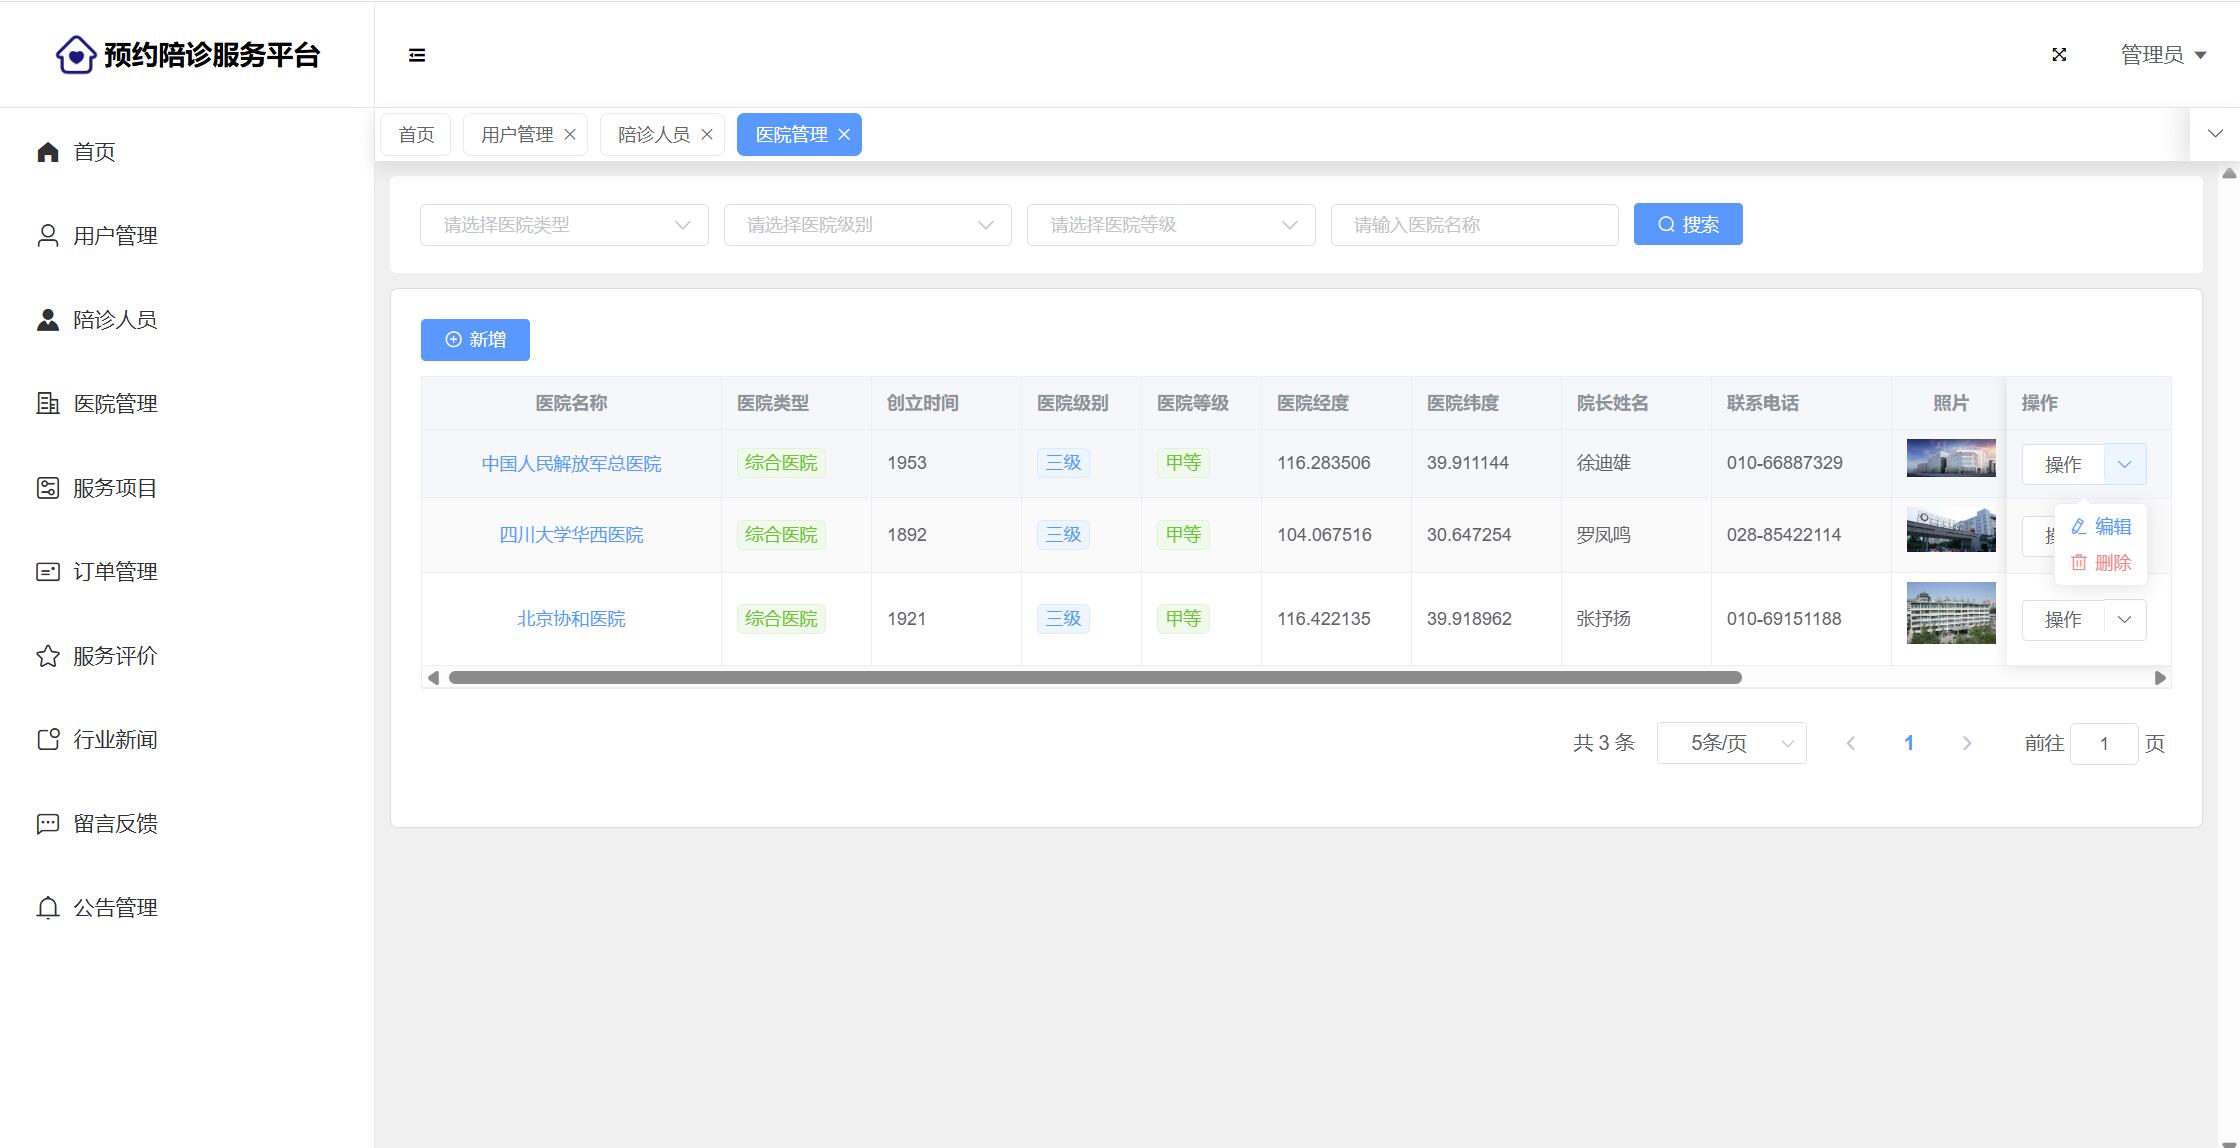 预约陪诊服务平台
管理员
首页
用户管理
陪诊人员
医院管理
服务项目
订单管理
服务评价
行业新闻
留言反馈
公告管理
首页 用户管理 陪诊人员 医院管理
请选择医院类型 请选择医院级别 请选择医院等级 请输入医院名称 搜索
新增
医院名称 医院类型 创立时间 医院级别 医院等级 医院经度 医院纬度 院长姓名 联系电话 照片 操作
中国人民解放军总医院 综合医院 1953 三级 甲等 116.283506 39.911144 徐迪雄 010-66887329 操作
四川大学华西医院 综合医院 1892 三级 甲等 104.067516 30.647254 罗凤鸣 028-85422114
编辑
删除
北京协和医院 综合医院 1921 三级 甲等 116.422135 39.918962 张抒扬 010-69151188 操作
共 3 条 5条/页 1 前往 1 页